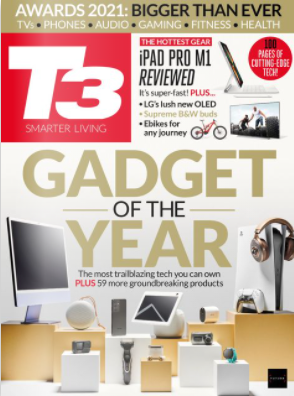 AWARDS 2021: BIGGER THAN EVER
TVs • PHONES • AUDIO • GAMING • FITNESS • HEALTH
T3
SMARTER LIVING
THE HOTTEST GEAR
iPAD PRO M1
REVIEWED
It's super-fast! PLUS...
• LG's lush new OLED
• Supreme B&W buds
• Ebikes for
any journey
PAGES OF
CUTTING-EDGE
TECH!
GADGET
OF THE
YEAR
The most trailblazing tech you can own
PLUS 59 more groundbreaking products